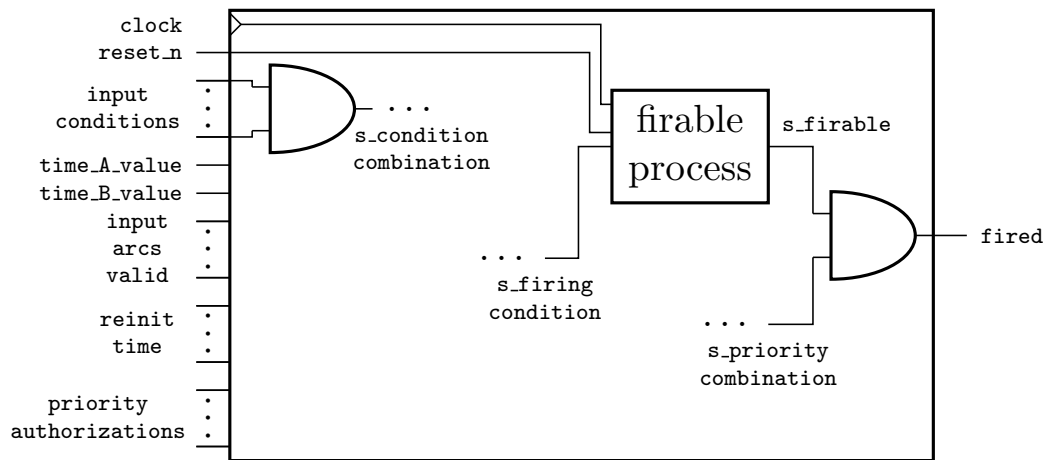 clock
reset_n
input
conditions
time_A_value
time_B_value
input
arcs
valid
reinit
time
priority
authorizations
s_condition
combination
firable
process
s_firable
s_firing
condition
s_priority
combination
fired